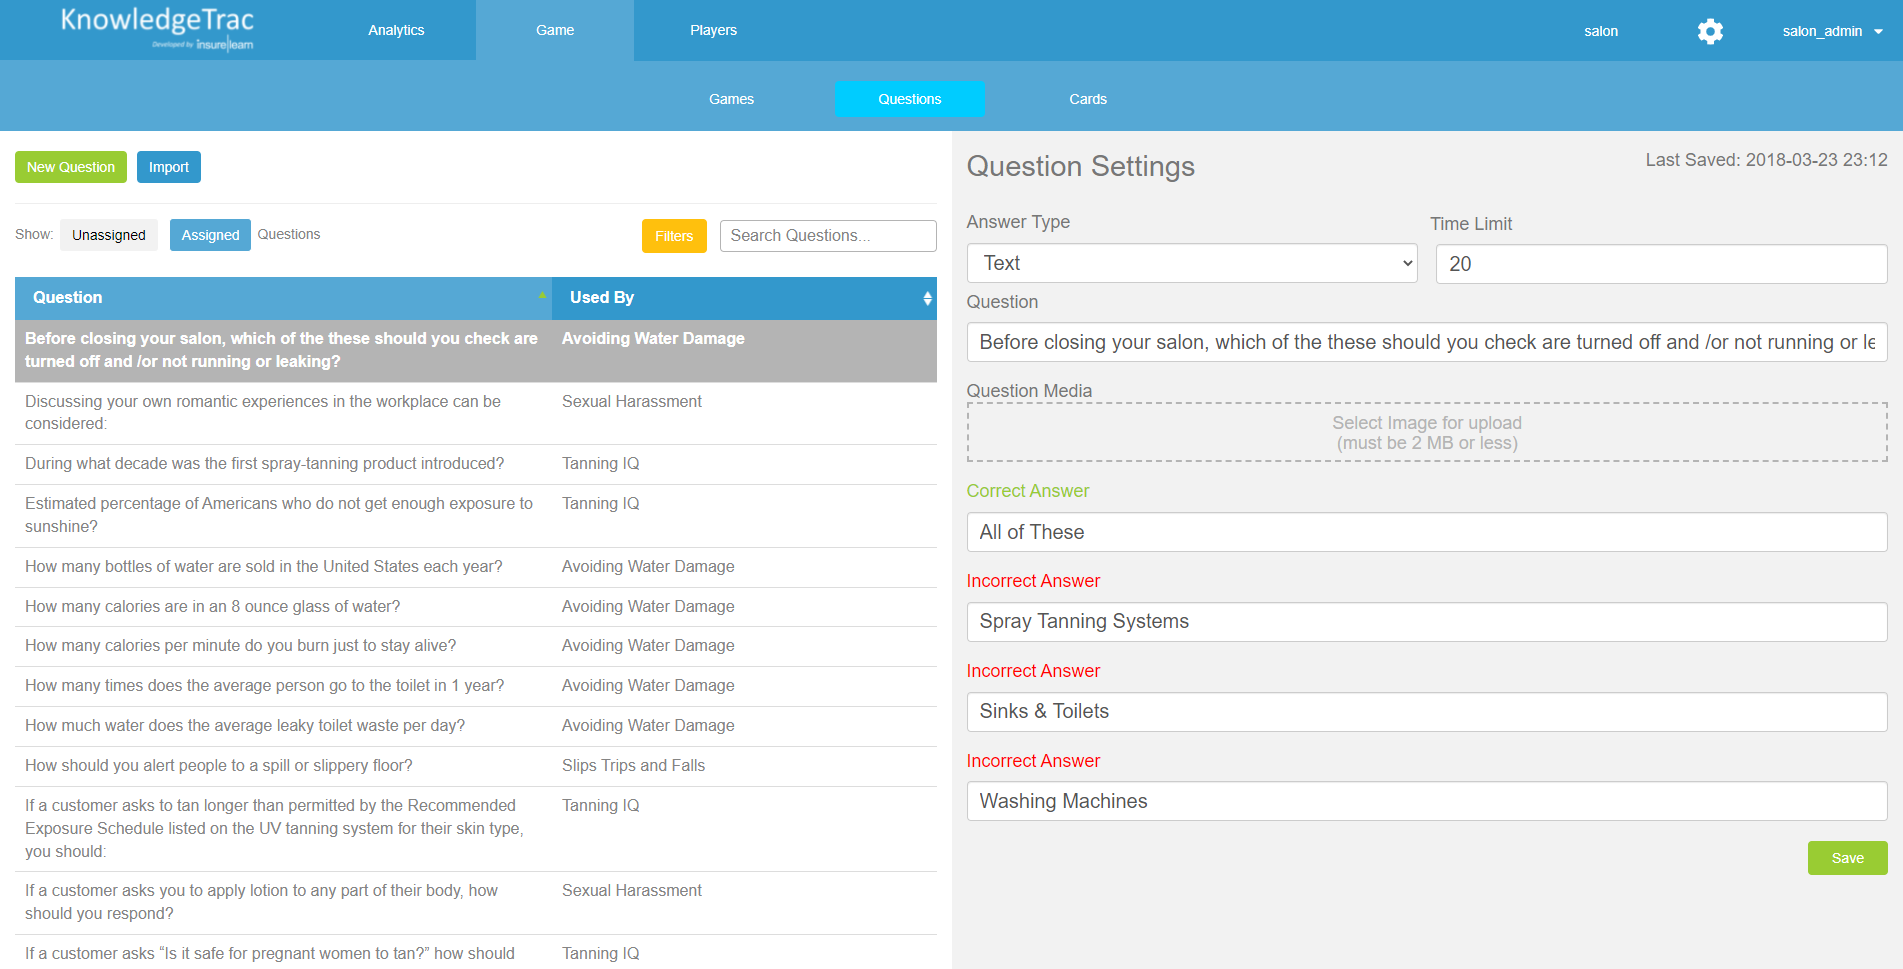 KnowledgeTrac
Developed by insure|learn
Analytics
Game
Players
salon
salon_admin
Games
Questions
Cards
New Question
Import
Show:
Unassigned
Assigned
Questions
Filters
Search Questions...
Question
Used By
Before closing your salon, which of the these should you check are
turned off and /or not running or leaking?
Avoiding Water Damage
Discussing your own romantic experiences in the workplace can be
considered:
Sexual Harassment
During what decade was the first spray-tanning product introduced?
Tanning IQ
Estimated percentage of Americans who do not get enough exposure to
sunshine?
Tanning IQ
How many bottles of water are sold in the United States each year?
Avoiding Water Damage
How many calories are in an 8 ounce glass of water?
Avoiding Water Damage
How many calories per minute do you burn just to stay alive?
Avoiding Water Damage
How many times does the average person go to the toilet in 1 year?
Avoiding Water Damage
How much water does the average leaky toilet waste per day?
Avoiding Water Damage
How should you alert people to a spill or slippery floor?
Slips Trips and Falls
If a customer asks to tan longer than permitted by the Recommended
Exposure Schedule listed on the UV tanning system for their skin type,
you should:
Tanning IQ
If a customer asks you to apply lotion to any part of their body, how
should you respond?
Sexual Harassment
If a customer asks “Is it safe for pregnant women to tan?” how should
Tanning IQ
Question Settings
Last Saved: 2018-03-23 23:12
Answer Type
Time Limit
Text
20
Question
Before closing your salon, which of the these should you check are turned off and /or not running or le
Question Media
Select Image for upload
(must be 2 MB or less)
Correct Answer
All of These
Incorrect Answer
Spray Tanning Systems
Incorrect Answer
Sinks & Toilets
Incorrect Answer
Washing Machines
Save